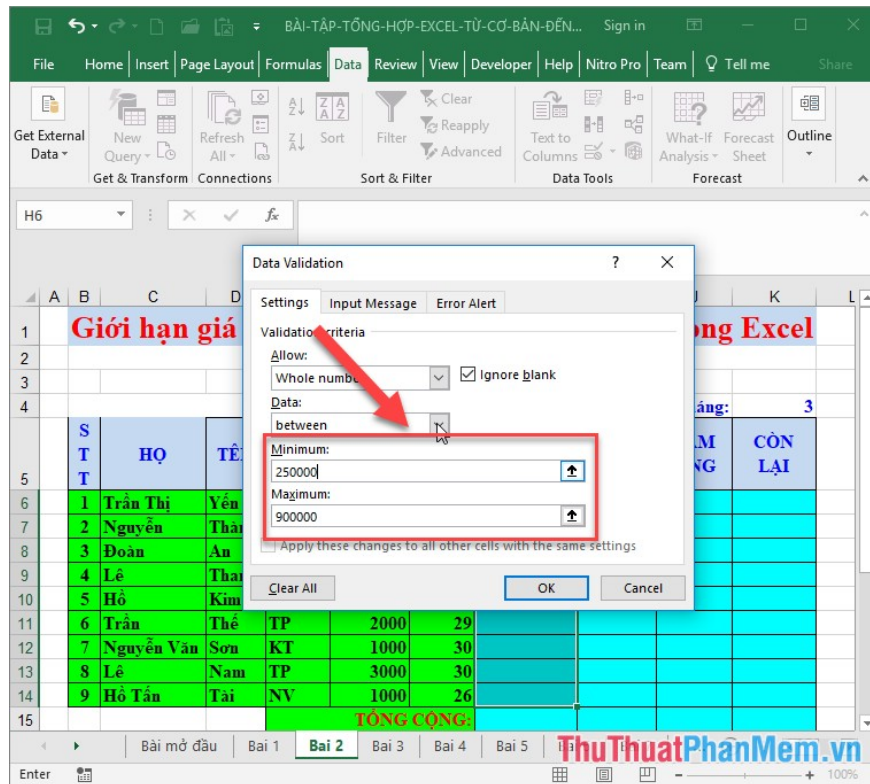 BÀI-TẬP-TỔNG-HỢP-EXCEL-TỪ-CƠ-BẢN-ĐẾN... Sign in
File Home Insert Page Layout Formulas Data Review View Developer Help Nitro Pro Team Tell me Share
Get External Data
New Query
Refresh All
Sort
Filter
Clear
Reapply
Advanced
Text to Columns
What-If Analysis
Forecast Sheet
Outline
Get & Transform Connections Sort & Filter Data Tools Forecast
H6 fx
Data Validation ? X
Settings Input Message Error Alert
Validation criteria
Allow:
Whole number Ignore blank
Data:
between
Minimum:
250000
Maximum:
900000
Apply these changes to all other cells with the same settings
Clear All OK Cancel
A B C D K L
1 Giới hạn giá ong Excel
2
3
4 áng: 3
5 STT HỌ TÊ CÒN LẠI
6 1 Trần Thị Yến
7 2 Nguyễn Thàn
8 3 Đoàn An
9 4 Lê Than
10 5 Hồ Kim
11 6 Trần Thế TP 2000 29
12 7 Nguyễn Văn Sơn KT 1000 30
13 8 Lê Nam TP 3000 30
14 9 Hồ Tấn Tài NV 1000 26
15 TỔNG CỘNG:
Bài mở đầu Bai 1 Bai 2 Bai 3 Bai 4 Bai 5
ThuThuatPhanMem.vn
Enter 100%